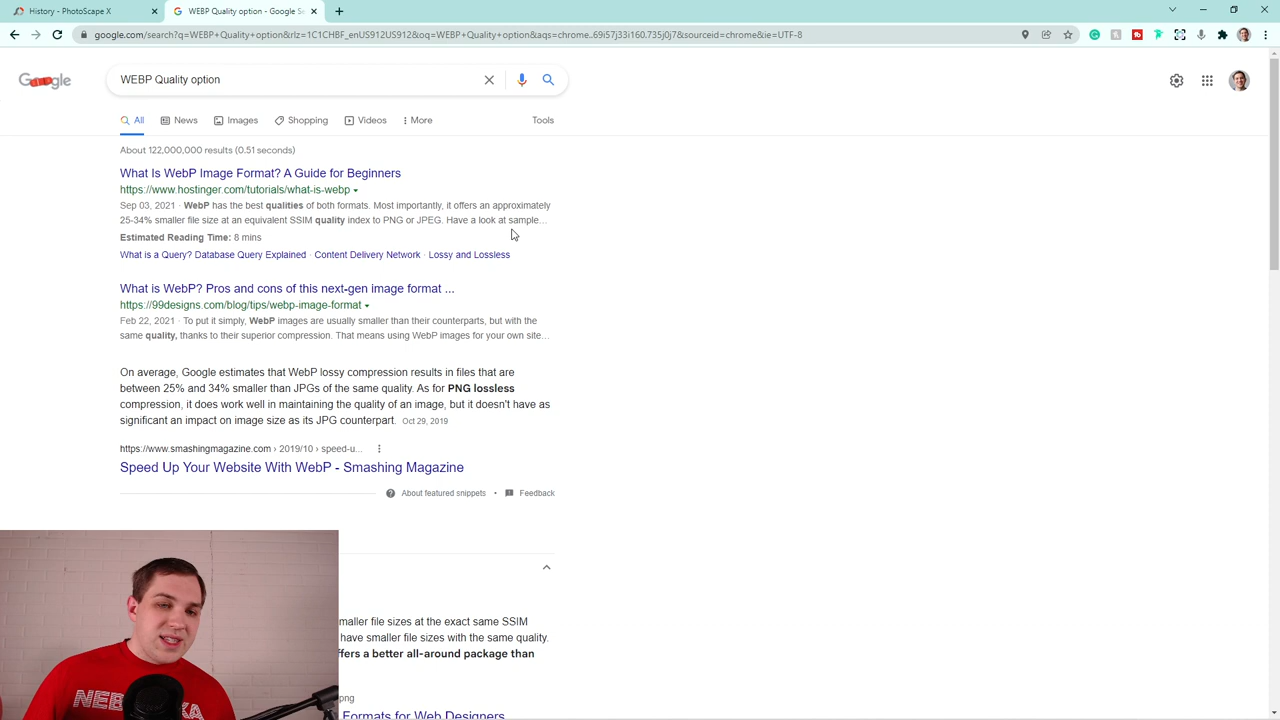 History - PhotoScape X
WEBP Quality option - Google Se
google.com/search?q=WEBP+Quality+option&rlz=1C1CHBF_enUS912US912&oq=WEBP+Quality+option&aqs=chrome..69i57j33i160.735j0j7&sourceid=chrome&ie=UTF-8
Google
WEBP Quality option
All News Images Shopping Videos More Tools
About 122,000,000 results (0.51 seconds)
What Is WebP Image Format? A Guide for Beginners
https://www.hostinger.com/tutorials/what-is-webp
Sep 03, 2021 · WebP has the best qualities of both formats. Most importantly, it offers an approximately
25-34% smaller file size at an equivalent SSIM quality index to PNG or JPEG. Have a look at sample...
Estimated Reading Time: 8 mins
What is a Query? Database Query Explained · Content Delivery Network · Lossy and Lossless
What is WebP? Pros and cons of this next-gen image format ...
https://99designs.com/blog/tips/webp-image-format
Feb 22, 2021 · To put it simply, WebP images are usually smaller than their counterparts, but with the
same quality, thanks to their superior compression. That means using WebP images for your own site...
On average, Google estimates that WebP lossy compression results in files that are
between 25% and 34% smaller than JPGs of the same quality. As for PNG lossless
compression, it does work well in maintaining the quality of an image, but it doesn't have as
significant an impact on image size as its JPG counterpart. Oct 29, 2019
https://www.smashingmagazine.com › 2019/10 › speed-u...
Speed Up Your Website With WebP - Smashing Magazine
About featured snippets • Feedback
maller file sizes at the exact same SSIM
have smaller file sizes with the same quality.
ffers a better all-around package than
png
Formats for Web Designers
NEB KA